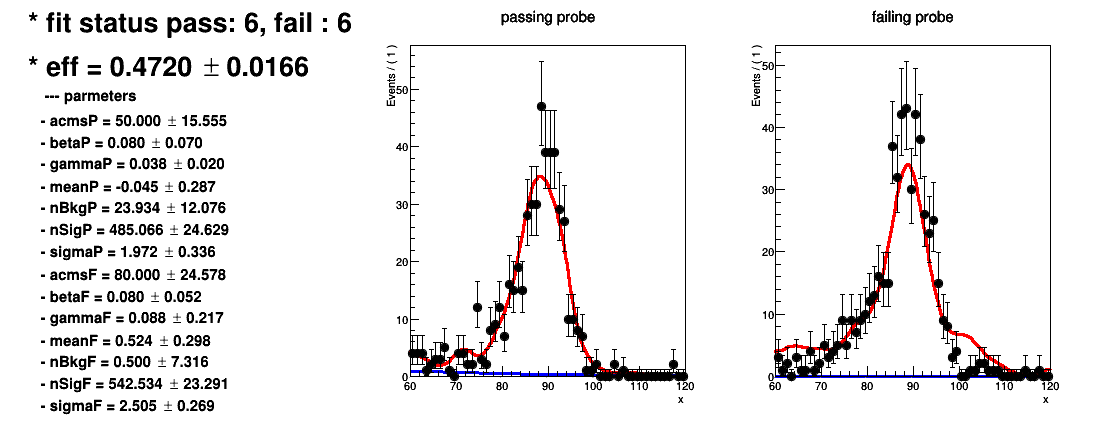 * fit status pass: 6, fail : 6
* eff = 0.4720 ± 0.0166
--- parmeters
- acmsP = 50.000 ± 15.555
- betaP = 0.080 ± 0.070
- gammaP = 0.038 ± 0.020
- meanP = -0.045 ± 0.287
- nBkgP = 23.934 ± 12.076
- nSigP = 485.066 ± 24.629
- sigmaP = 1.972 ± 0.336
- acmsF = 80.000 ± 24.578
- betaF = 0.080 ± 0.052
- gammaF = 0.088 ± 0.217
- meanF = 0.524 ± 0.298
- nBkgF = 0.500 ± 7.316
- nSigF = 542.534 ± 23.291
- sigmaF = 2.505 ± 0.269
passing probe
Events / ( 1 )
50
40
30
20
10
0
60 70 80 90 100 110 120
x
failing probe
Events / ( 1 )
50
40
30
20
10
0
60 70 80 90 100 110 120
x